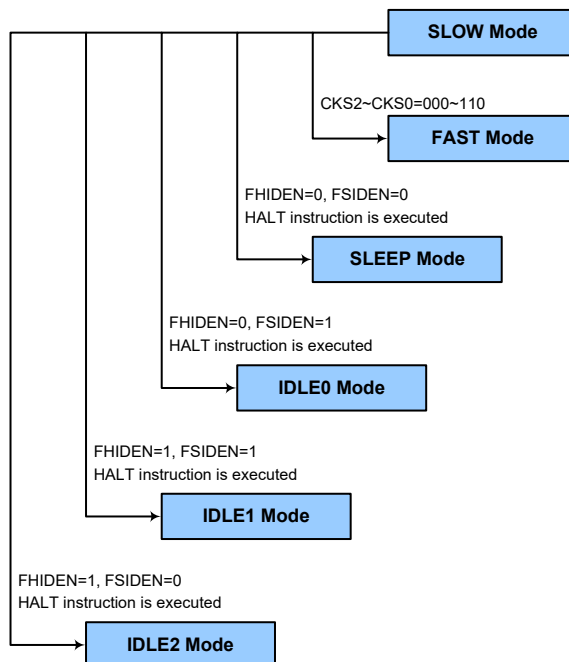 SLOW Mode
CKS2~CKS0=000~110
FAST Mode
FHIDEN=0, FSIDEN=0
HALT instruction is executed
SLEEP Mode
FHIDEN=0, FSIDEN=1
HALT instruction is executed
IDLE0 Mode
FHIDEN=1, FSIDEN=1
HALT instruction is executed
IDLE1 Mode
FHIDEN=1, FSIDEN=0
HALT instruction is executed
IDLE2 Mode